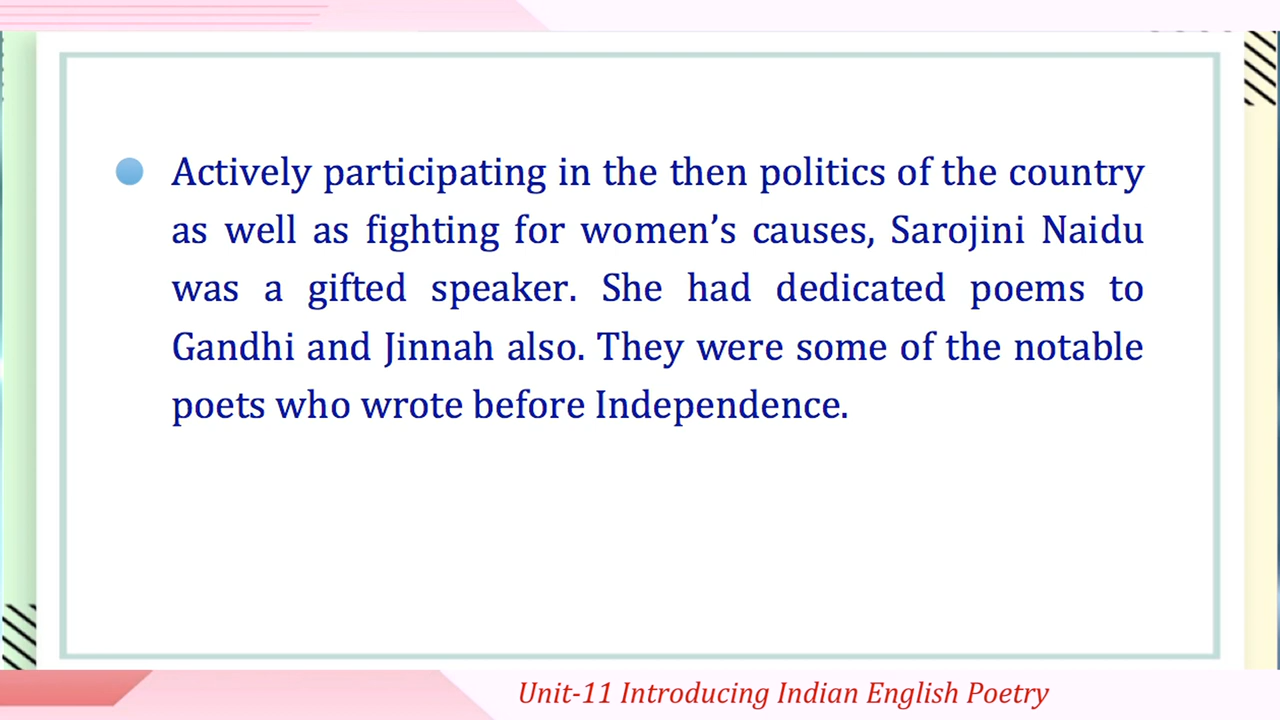 Actively participating in the then politics of the country
as well as fighting for women’s causes, Sarojini Naidu
was a gifted speaker. She had dedicated poems to
Gandhi and Jinnah also. They were some of the notable
poets who wrote before Independence.
Unit-11 Introducing Indian English Poetry